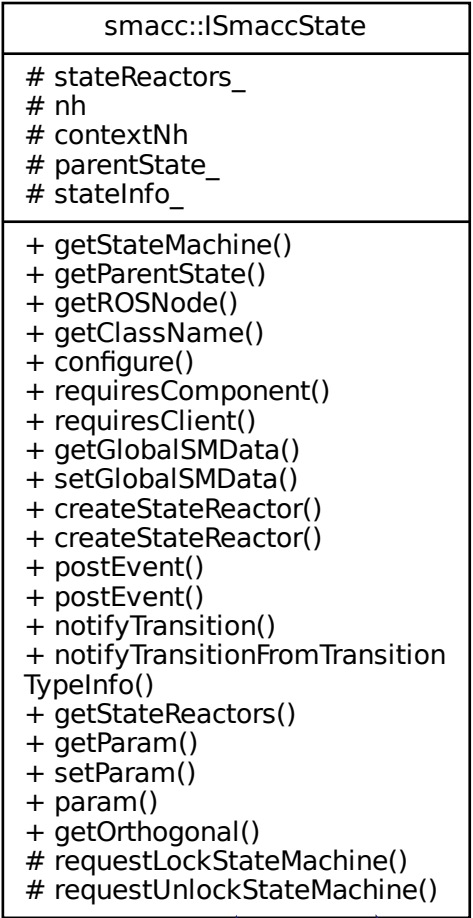 smacc::ISmaccState
# stateReactors_
# nh
# contextNh
# parentState_
# stateInfo_
+ getStateMachine()
+ getParentState()
+ getROSNode()
+ getClassName()
+ configure()
+ requiresComponent()
+ requiresClient()
+ getGlobalSMData()
+ setGlobalSMData()
+ createStateReactor()
+ createStateReactor()
+ postEvent()
+ postEvent()
+ notifyTransition()
+ notifyTransitionFromTransition
TypeInfo()
+ getStateReactors()
+ getParam()
+ setParam()
+ param()
+ getOrthogonal()
# requestLockStateMachine()
# requestUnlockStateMachine()